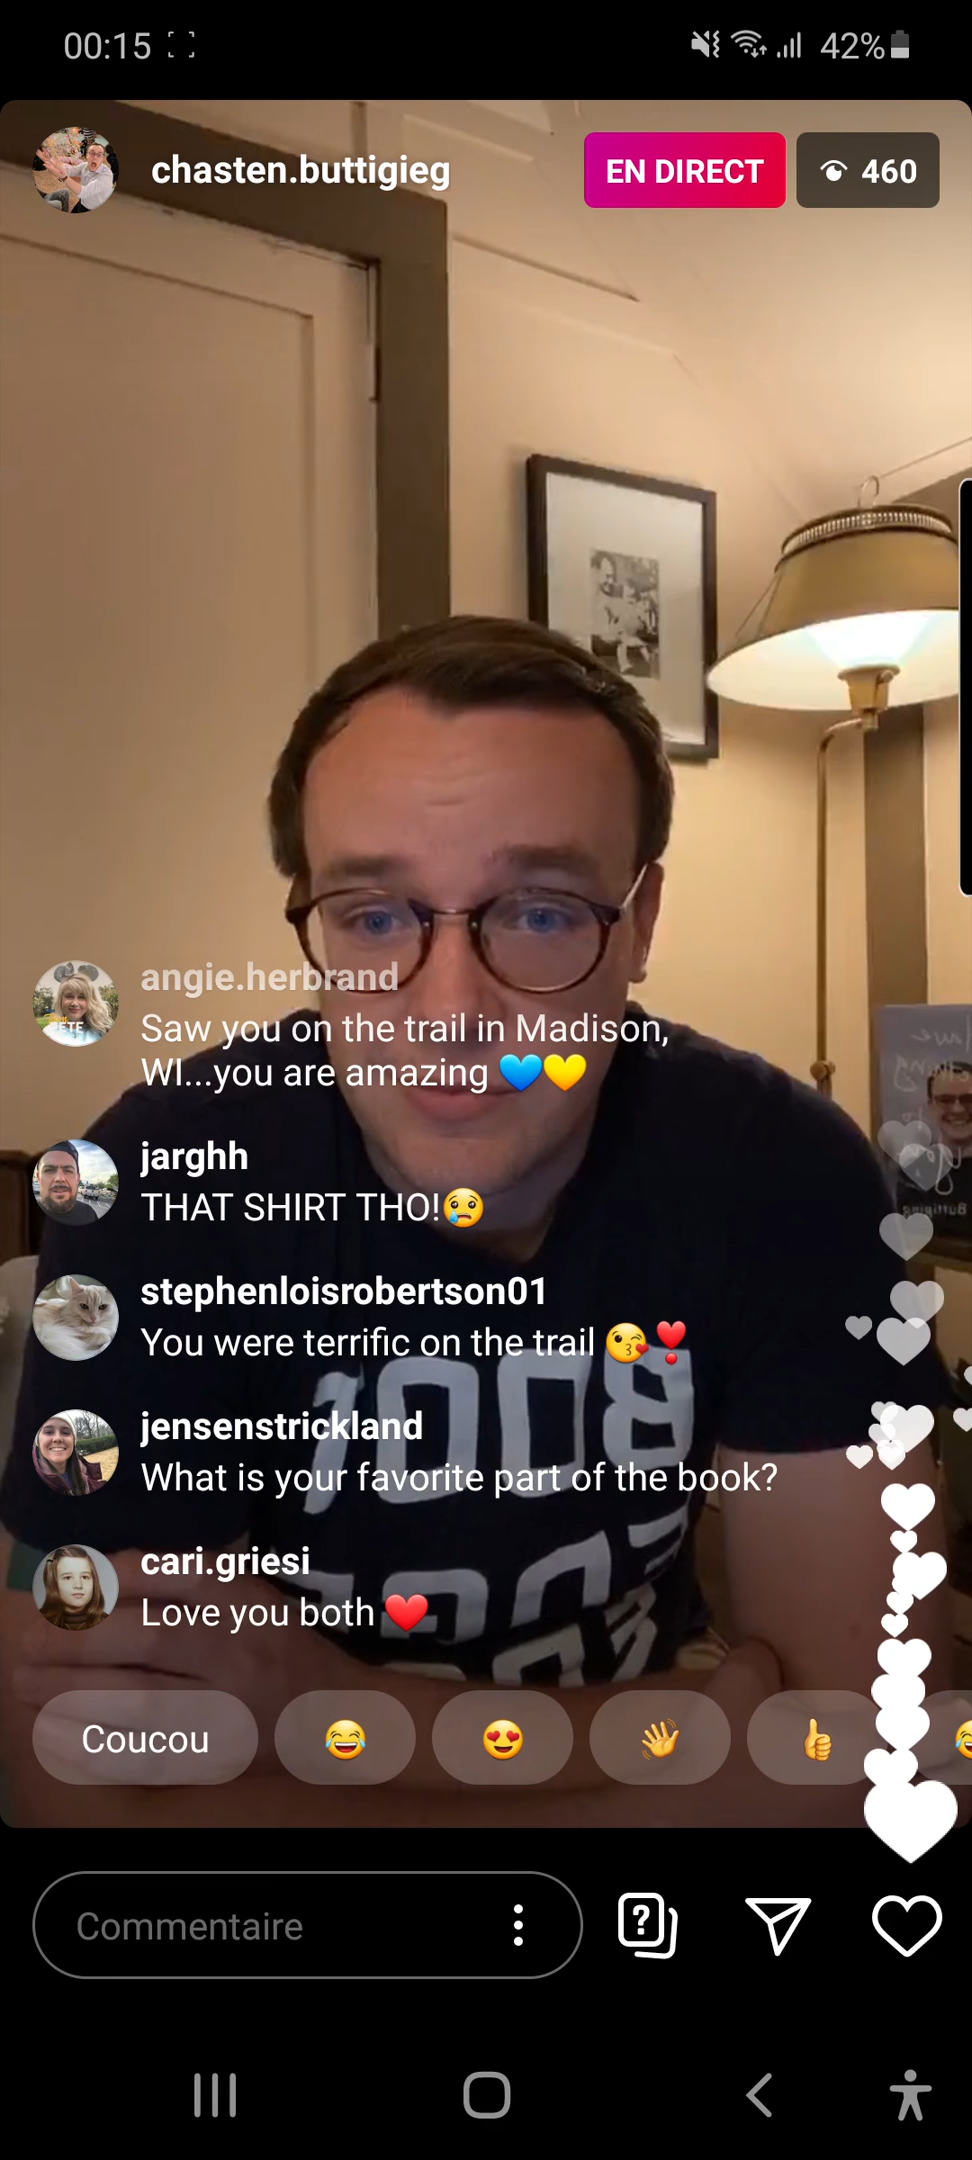 00:15
42%
chasten.buttigieg
EN DIRECT
460
angie.herbrand
Saw you on the trail in Madison,
WI...you are amazing 💙💛
jarghh
THAT SHIRT THO!😢
stephenloisrobertson01
You were terrific on the trail 😘❣️
jensenstrickland
What is your favorite part of the book?
cari.griesi
Love you both ❤️
Coucou
😂 😍 👋 👍 😂
Commentaire